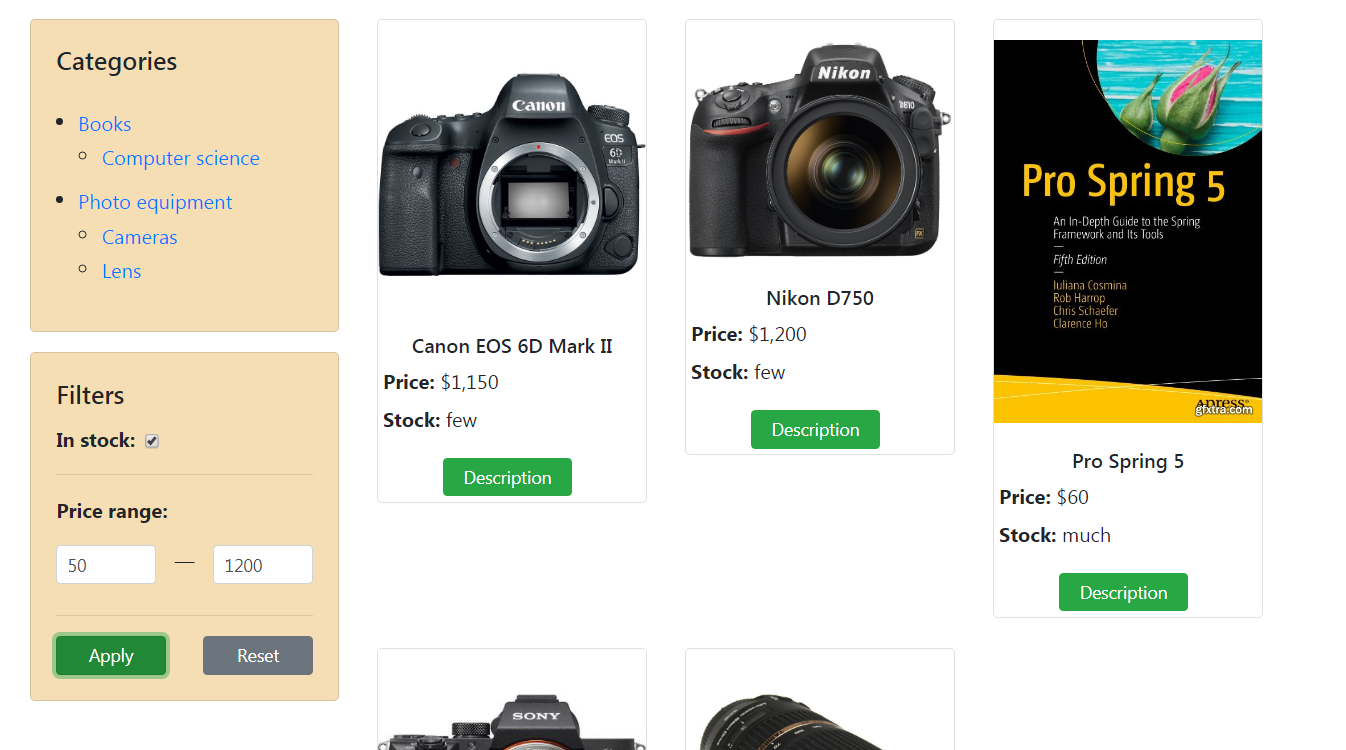 Categories
Books
Computer science
Photo equipment
Cameras
Lens
Filters
In stock:
Price range:
50 — 1200
Apply Reset
Canon
EOS
6D
Mark II
Canon EOS 6D Mark II
Price: $1,150
Stock: few
Description
Nikon
D810
FX
Nikon D750
Price: $1,200
Stock: few
Description
Pro Spring 5
An In-Depth Guide to the Spring
Framework and Its Tools
Fifth Edition
Iuliana Cosmina
Rob Harrop
Chris Schaefer
Clarence Ho
Apress®
gfxtra.com
Pro Spring 5
Price: $60
Stock: much
Description
SONY